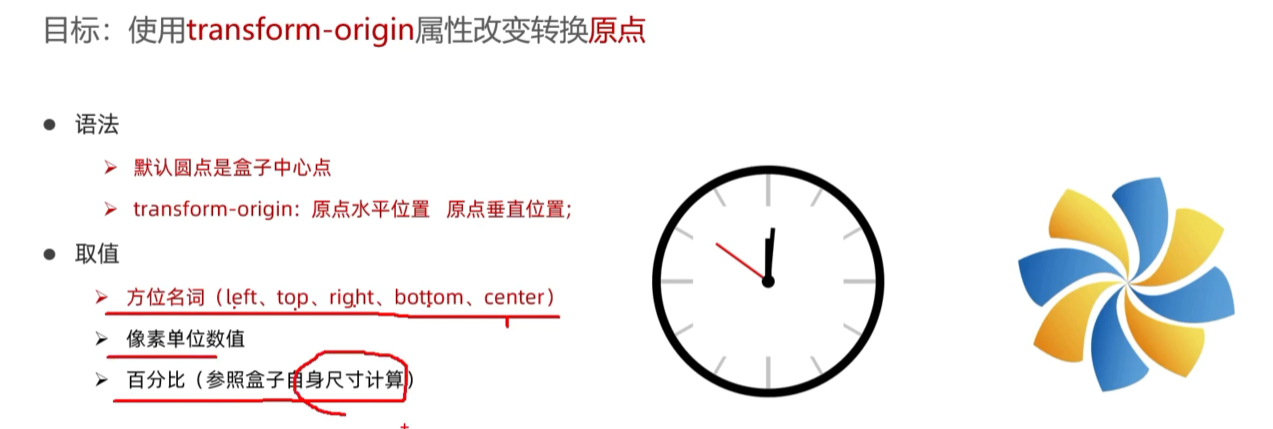 目标：使用transform-origin属性改变转换原点
● 语法
➢ 默认圆点是盒子中心点
➢ transform-origin：原点水平位置 原点垂直位置;
● 取值
➢ 方位名词（left、top、right、bottom、center）
➢ 像素单位数值
➢ 百分比（参照盒子自身尺寸计算）